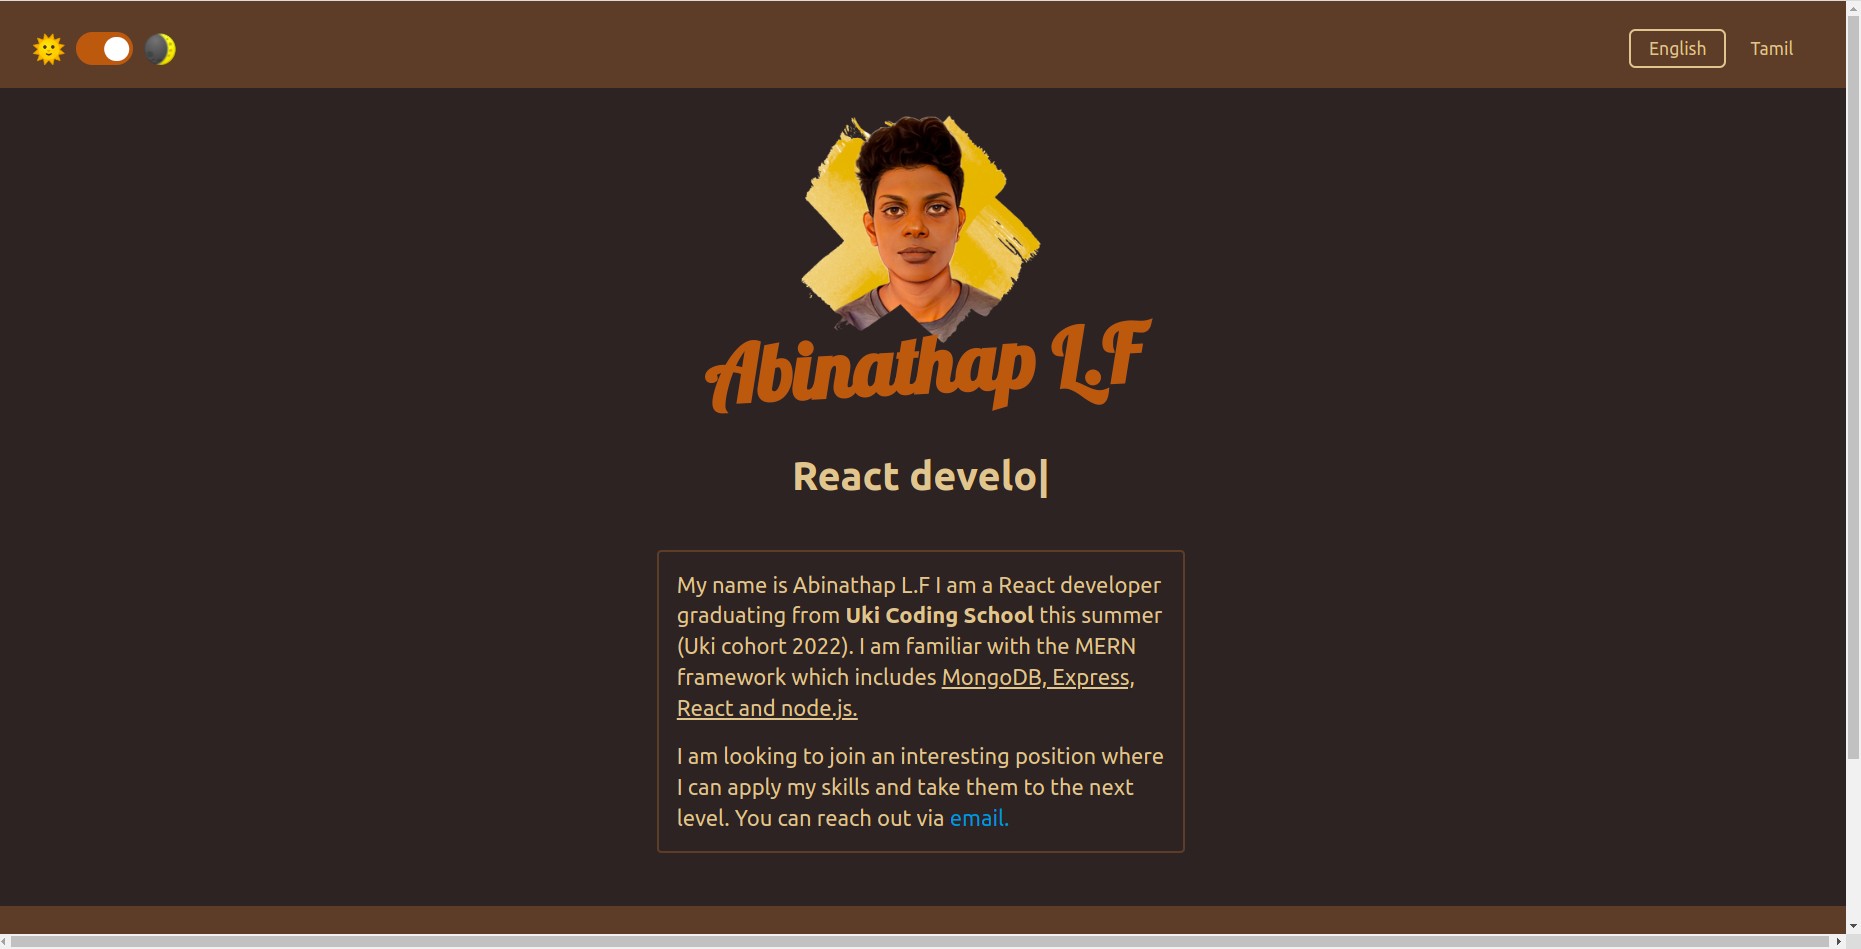 English Tamil
Abinathap L.F
React develo|
My name is Abinathap L.F I am a React developer
graduating from Uki Coding School this summer
(Uki cohort 2022). I am familiar with the MERN
framework which includes MongoDB, Express,
React and node.js.
I am looking to join an interesting position where
I can apply my skills and take them to the next
level. You can reach out via email.